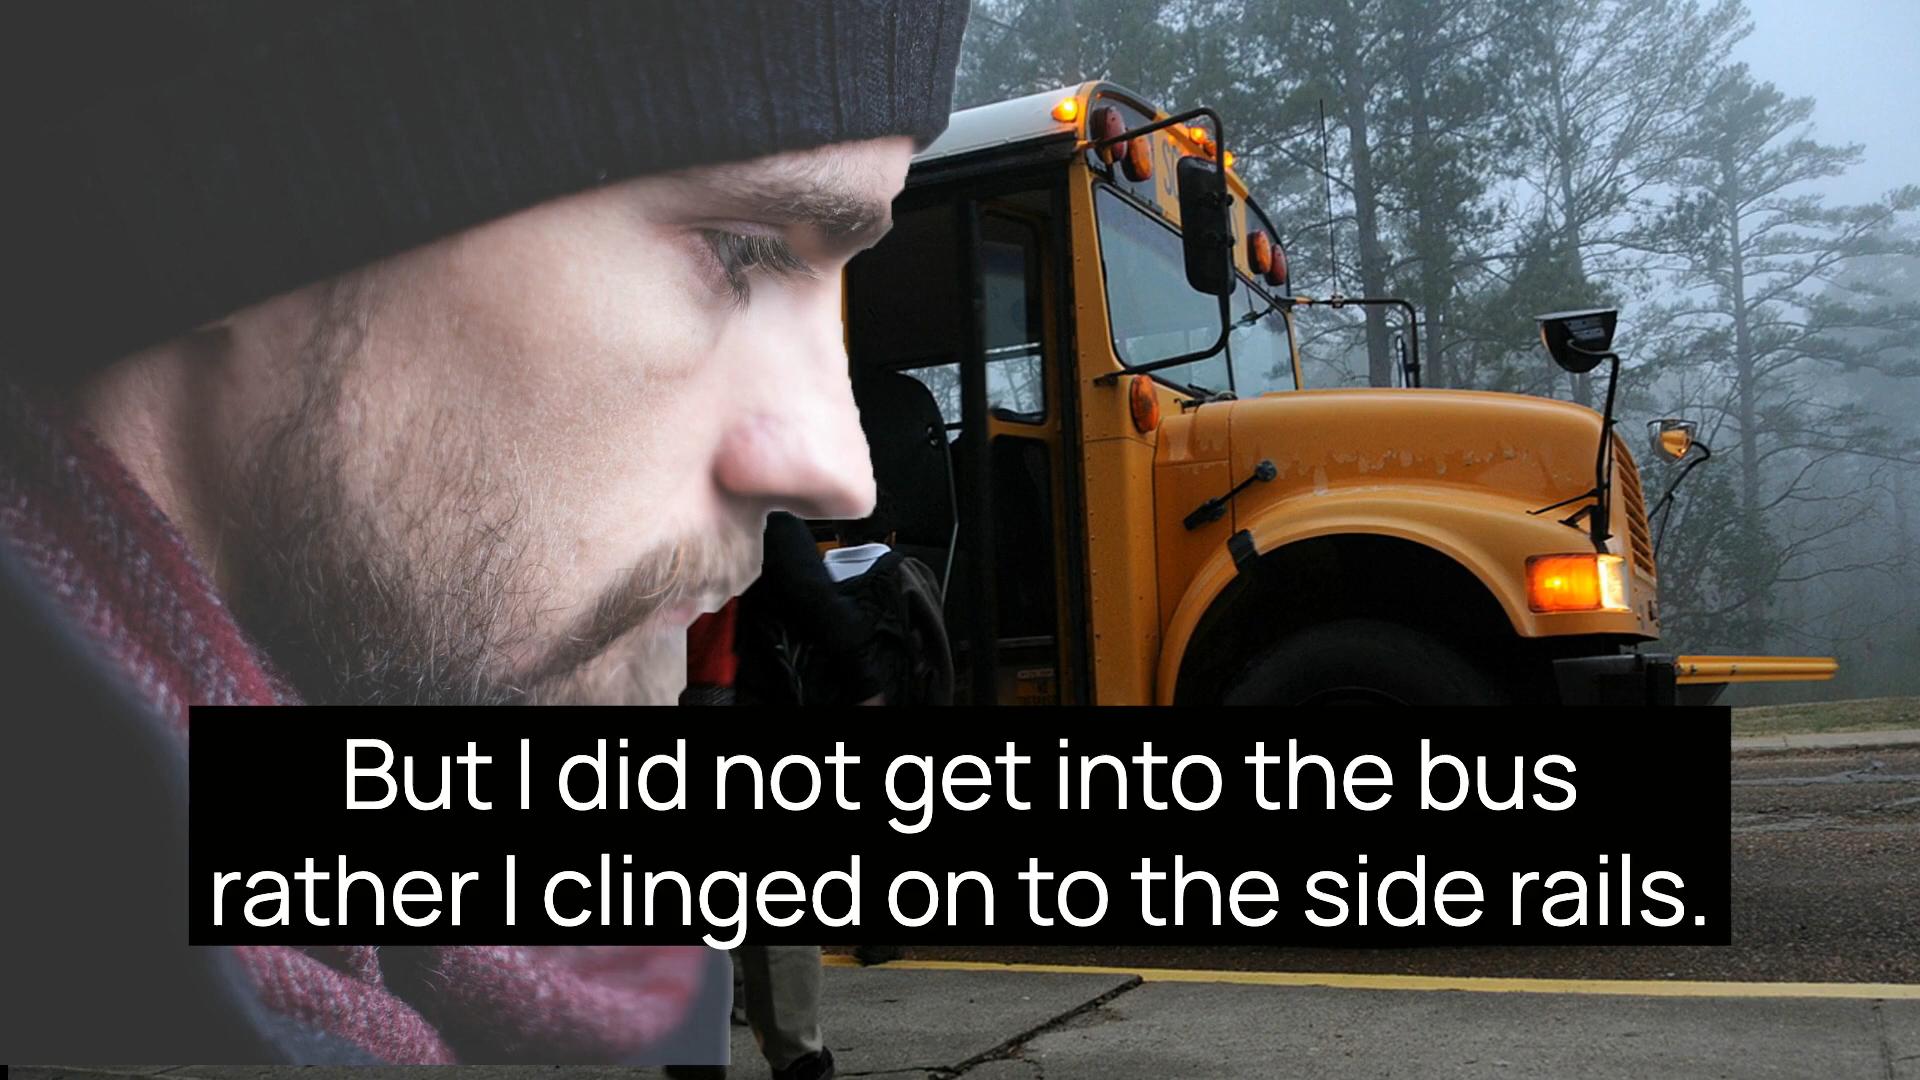 But I did not get into the bus
rather I clinged on to the side rails.